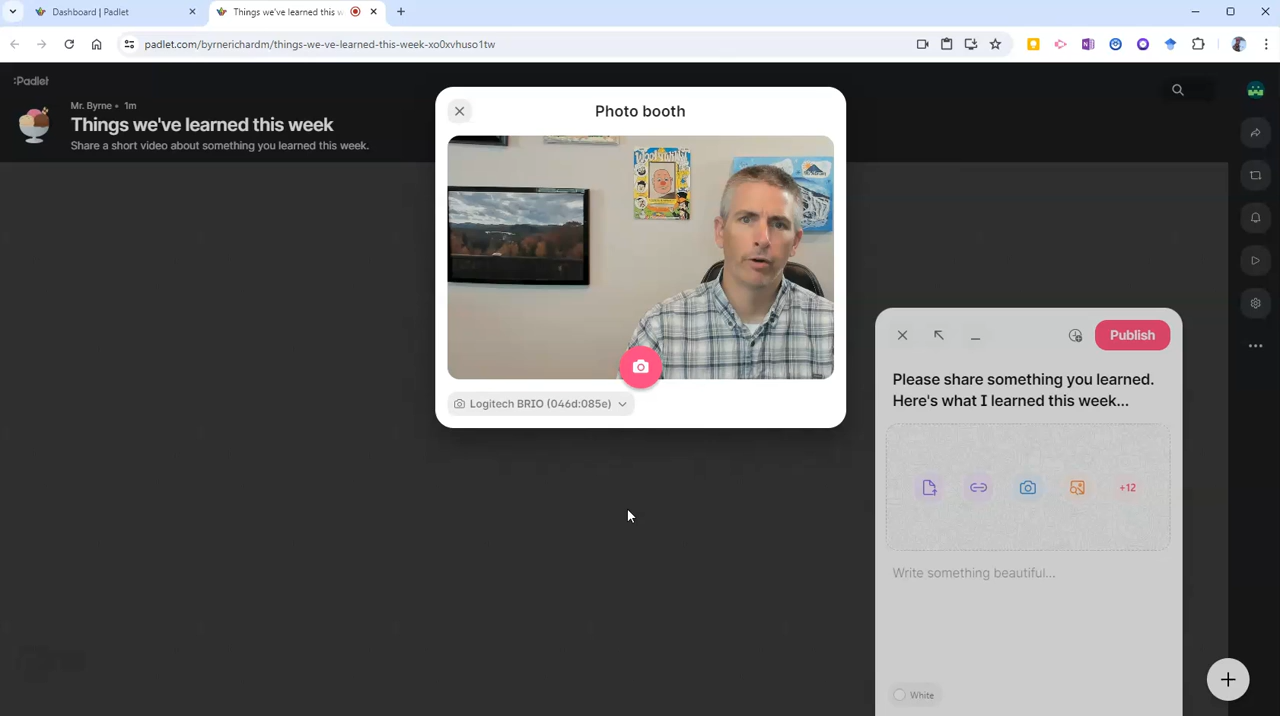 Dashboard | Padlet
Things we've learned this w
padlet.com/byrnerichardm/things-we-ve-learned-this-week-xo0xvhuso1tw
:Padlet
Mr. Byrne • 1m
Things we've learned this week
Share a short video about something you learned this week.
Photo booth
Logitech BRIO (046d:085e)
Publish
Please share something you learned.
Here's what I learned this week...
+12
Write something beautiful...
White